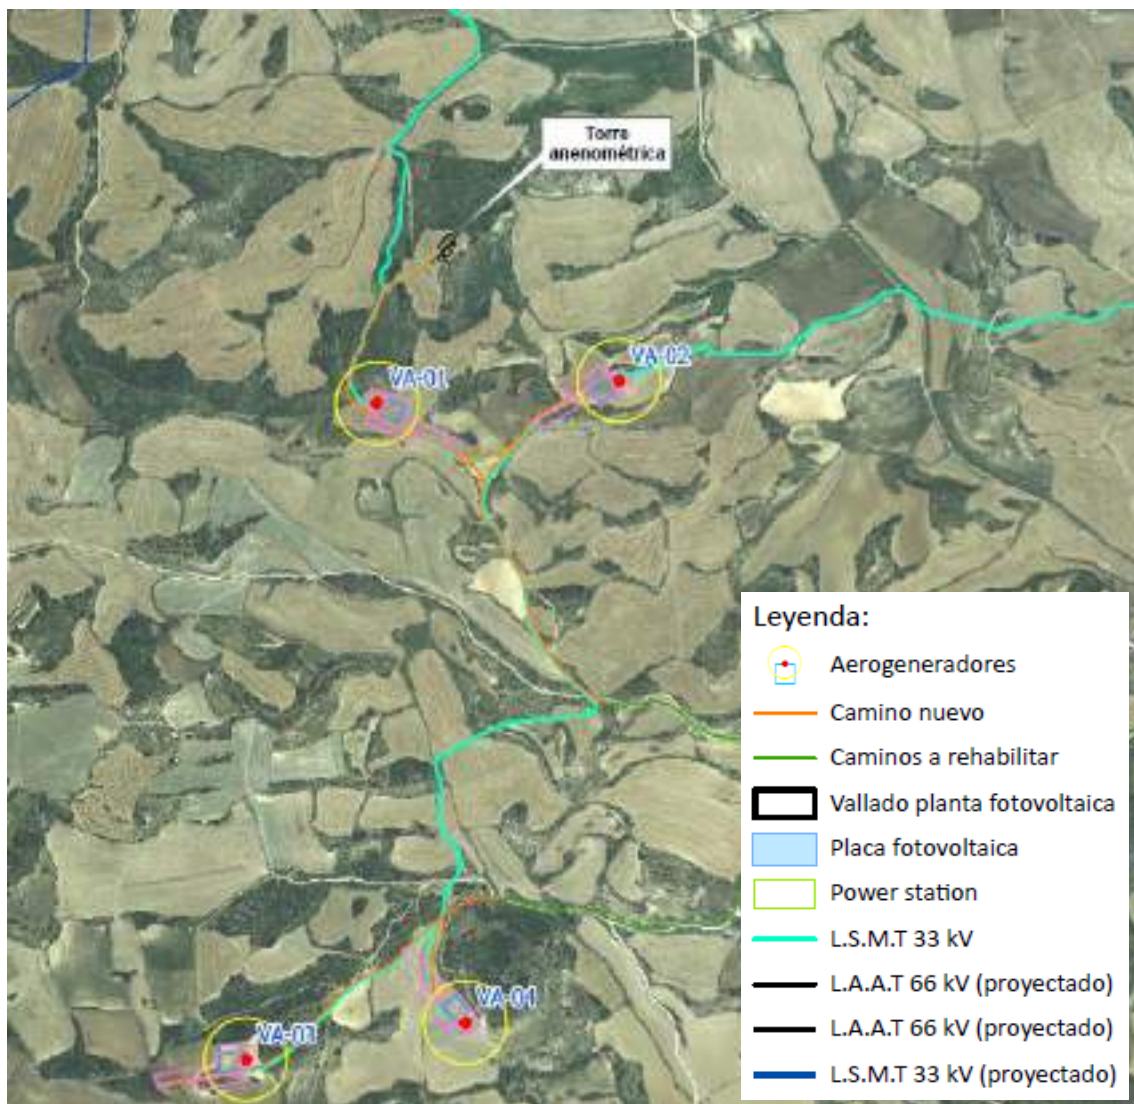 Torre
anenométrica
VA-02
VA-01
Leyenda:
Aerogeneradores
Camino nuevo
Caminos a rehabilitar
Vallado planta fotovoltaica
Placa fotovoltaica
Power station
L.S.M.T 33 kV
L.A.A.T 66 kV (proyectado)
L.A.A.T 66 kV (proyectado)
L.S.M.T 33 kV (proyectado)
VA-04
VA-03